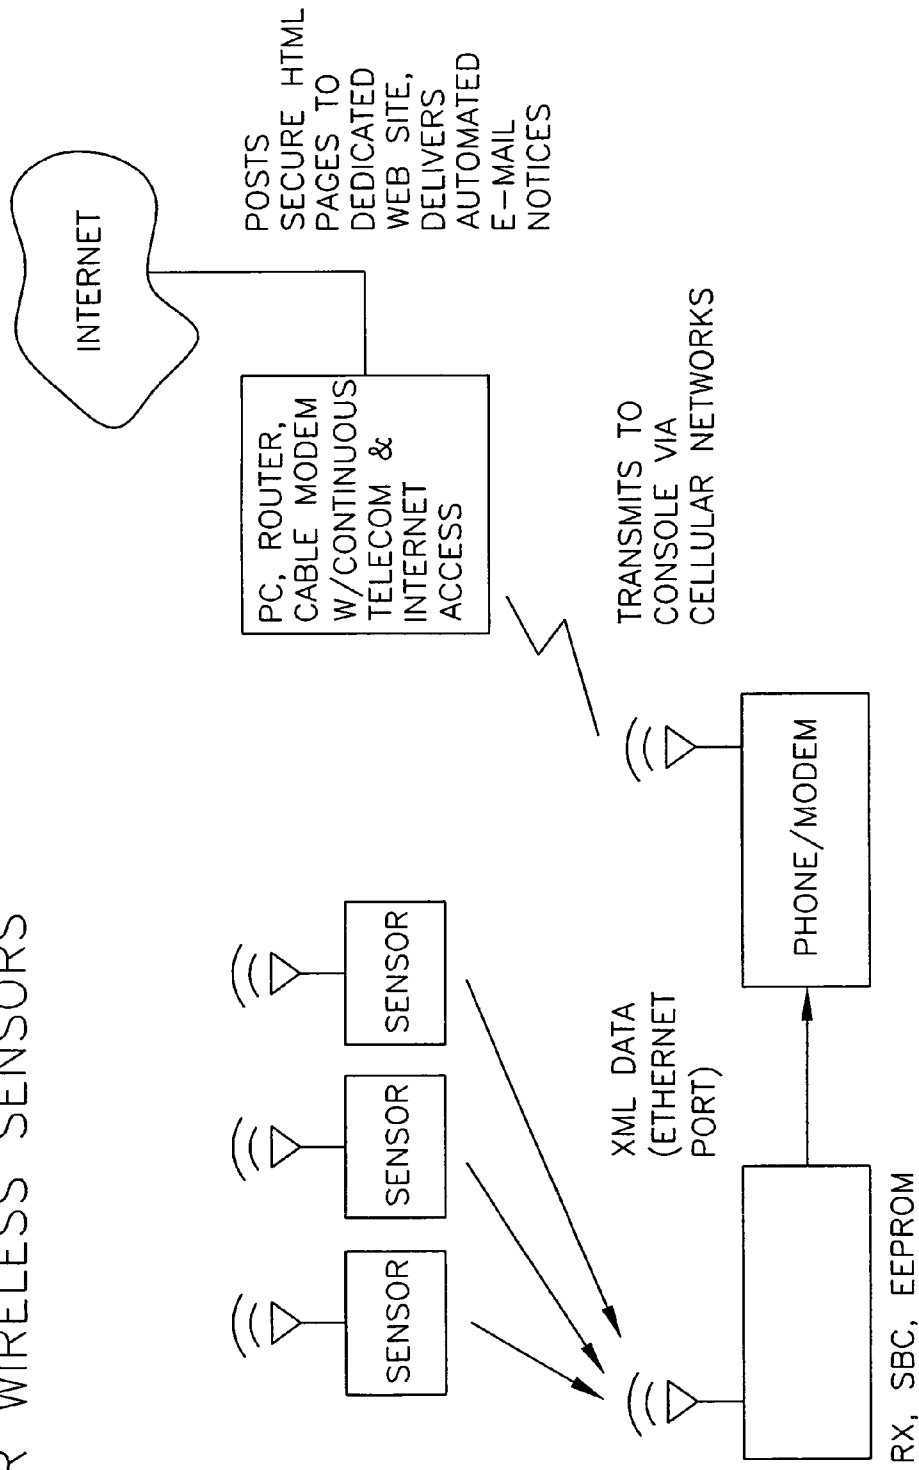 WIRELESS SENSORS
SENSOR
SENSOR
SENSOR
RX, SBC, EEPROM
XML DATA
(ETHERNET
PORT)
PHONE/MODEM
TRANSMITS TO
CONSOLE VIA
CELLULAR NETWORKS
PC, ROUTER,
CABLE MODEM
W/CONTINUOUS
TELECOM &
INTERNET
ACCESS
INTERNET
POSTS
SECURE HTML
PAGES TO
DEDICATED
WEB SITE,
DELIVERS
AUTOMATED
E-MAIL
NOTICES